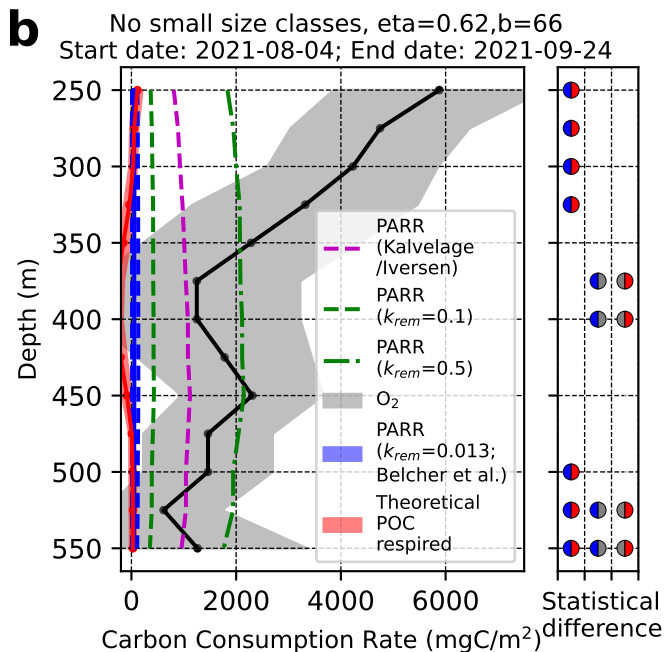 b
No small size classes, eta=0.62,b=66
Start date: 2021-08-04; End date: 2021-09-24
250
300
350
400
450
500
550
Depth (m)
PARR
(Kalvelage
/Iversen)
PARR
(k_rem=0.1)
PARR
(k_rem=0.5)
O₂
PARR
(k_rem=0.013;
Belcher et al.)
Theoretical
POC
respired
0 2000 4000 6000
Carbon Consumption Rate (mgC/m²)
Statistical
difference